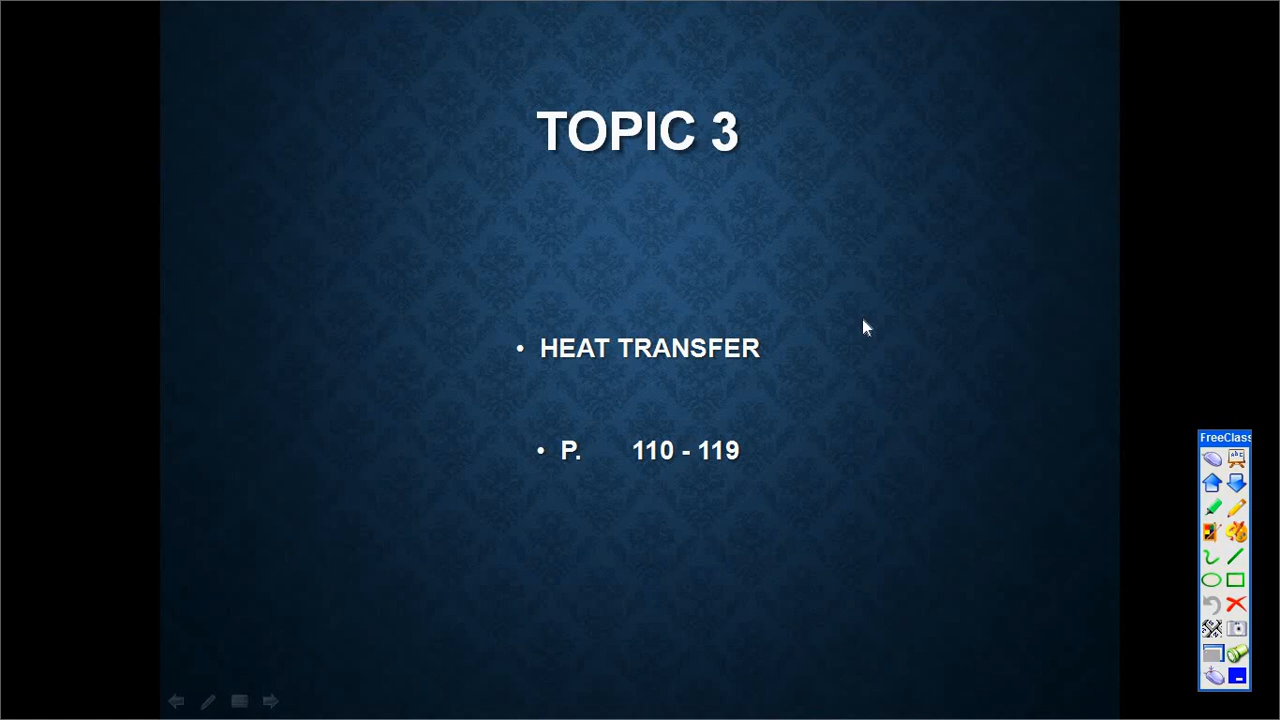 TOPIC 3
• HEAT TRANSFER
• P. 110 - 119
FreeClass